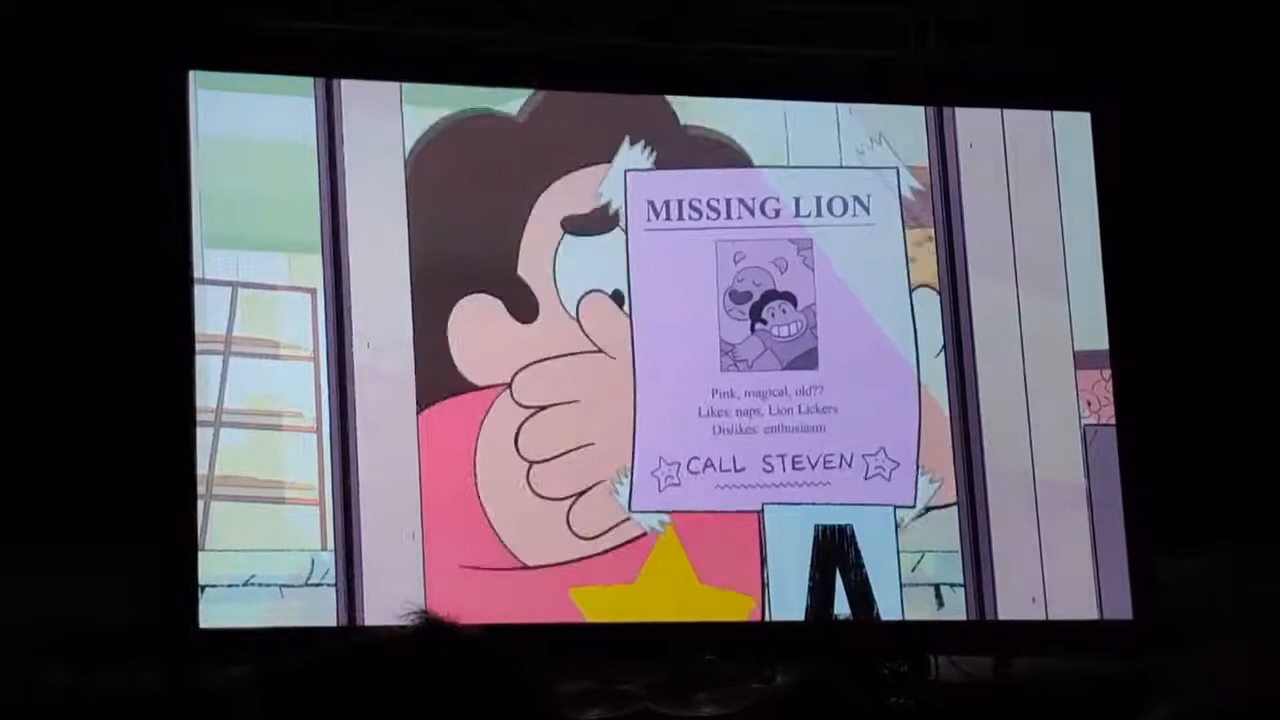 MISSING LION
Pink, magical, old??
Likes: naps, Lion Lickers
Dislikes: enthusiasm
CALL STEVEN
A